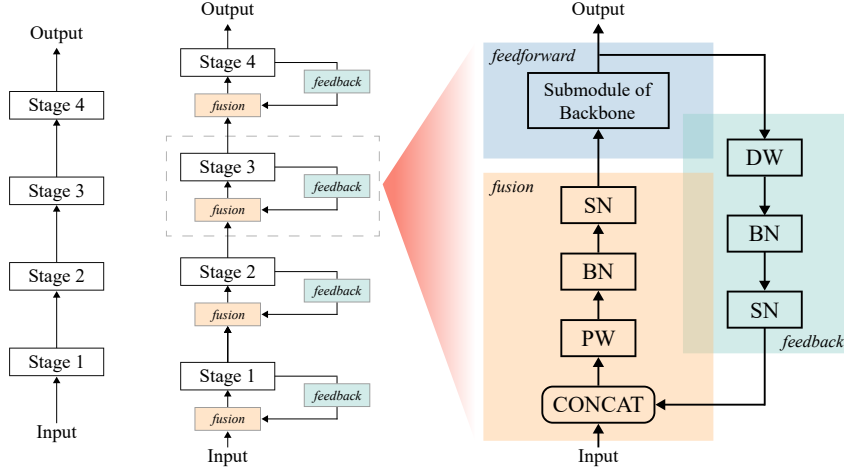 Output
Stage 4
Stage 3
Stage 2
Stage 1
Input
Output
Stage 4
feedback
fusion
Stage 3
feedback
fusion
Stage 2
feedback
fusion
Stage 1
feedback
fusion
Input
Output
feedforward
Submodule of
Backbone
fusion
SN
BN
PW
CONCAT
Input
DW
BN
SN
feedback